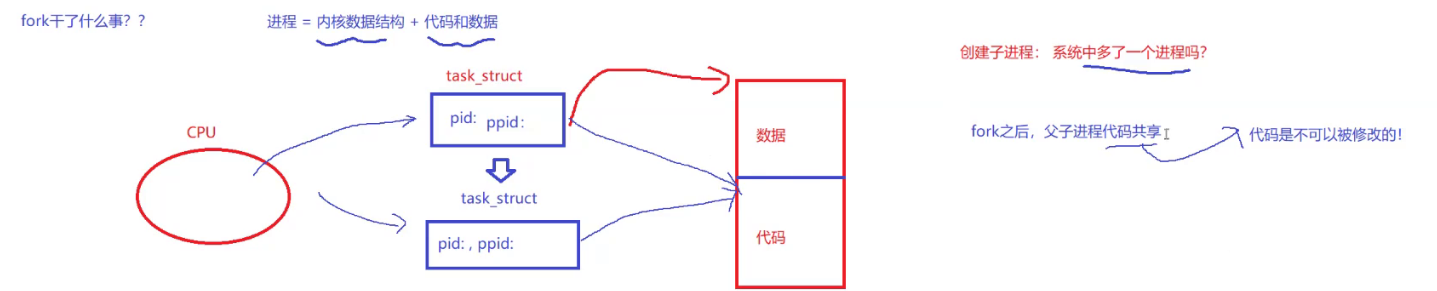 fork干了什么事？？
进程 = 内核数据结构 + 代码和数据
创建子进程： 系统中多了一个进程吗？
task_struct
pid: ppid:
CPU
数据
fork之后，父子进程代码共享
代码是不可以被修改的！
task_struct
pid: , ppid:
代码